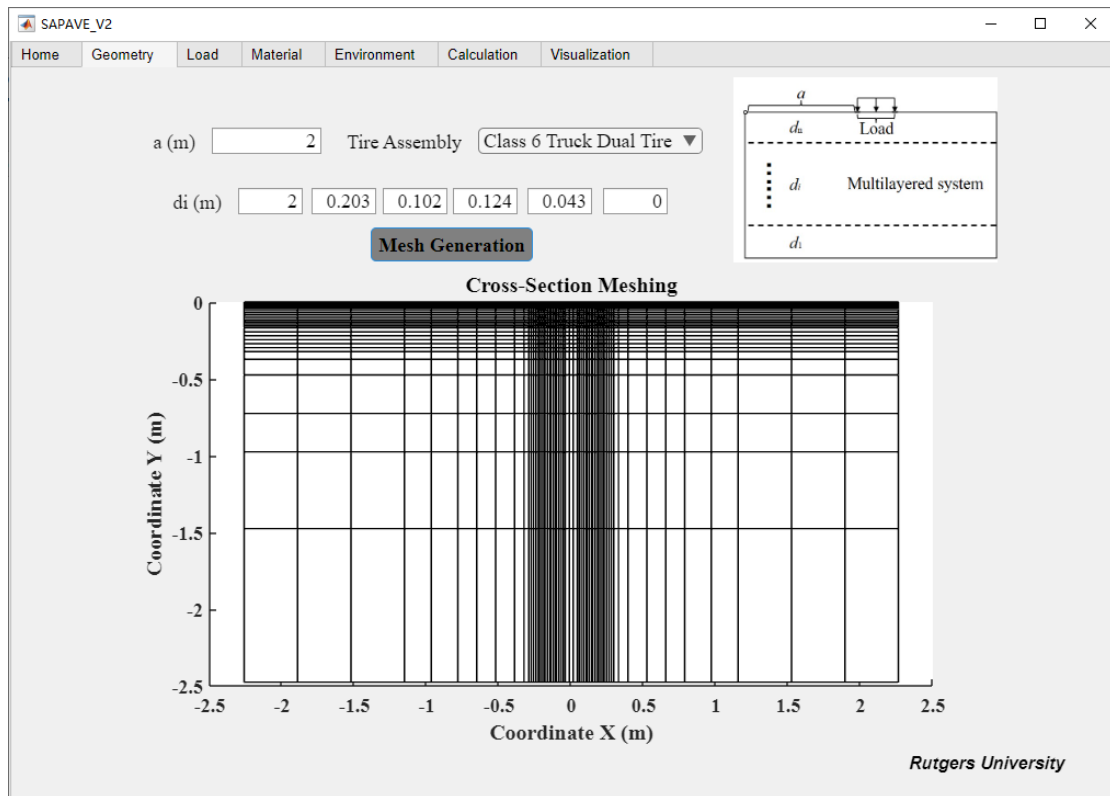 SAPAVE_V2
Home Geometry Load Material Environment Calculation Visualization
a (m) 2 Tire Assembly Class 6 Truck Dual Tire
di (m) 2 0.203 0.102 0.124 0.043 0
Mesh Generation
a
dn Load
di Multilayered system
d1
Cross-Section Meshing
0
-0.5
-1
-1.5
-2
-2.5
Coordinate Y (m)
-2.5 -2 -1.5 -1 -0.5 0 0.5 1 1.5 2 2.5
Coordinate X (m)
Rutgers University